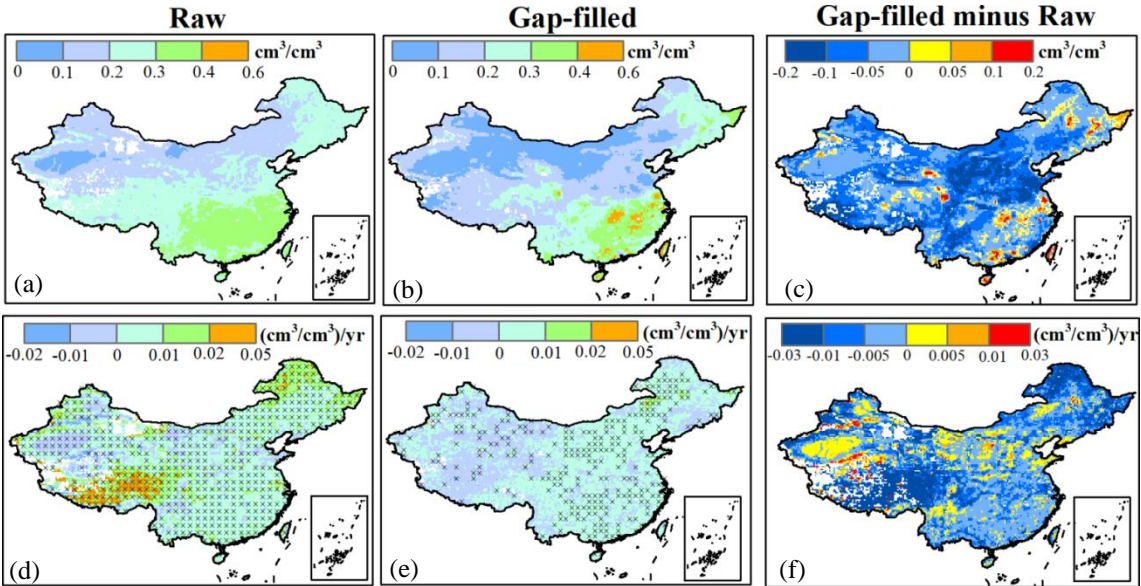 Raw
Gap-filled
Gap-filled minus Raw
cm³/cm³
0 0.1 0.2 0.3 0.4 0.6
(a)
cm³/cm³
0 0.1 0.2 0.3 0.4 0.6
(b)
cm³/cm³
-0.2 -0.1 -0.05 0 0.05 0.1 0.2
(c)
(cm³/cm³)/yr
-0.02 -0.01 0 0.01 0.02 0.05
(d)
(cm³/cm³)/yr
-0.02 -0.01 0 0.01 0.02 0.05
(e)
(cm³/cm³)/yr
-0.03 -0.01 -0.005 0 0.005 0.01 0.03
(f)